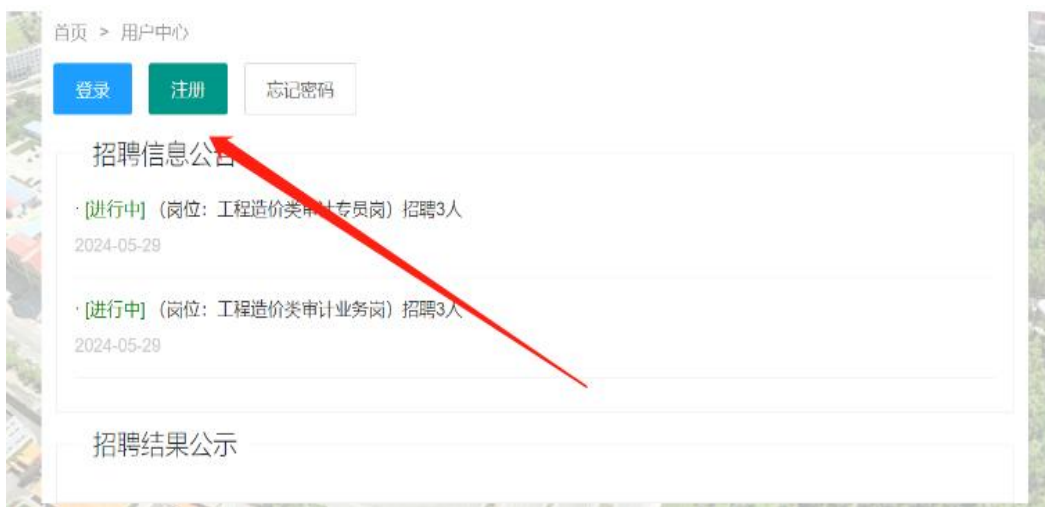 首页 > 用户中心
登录 注册 忘记密码
招聘信息公告
· [进行中] (岗位：工程造价类审计专员岗) 招聘3人
2024-05-29
· [进行中] (岗位：工程造价类审计业务岗) 招聘3人
2024-05-29
招聘结果公示